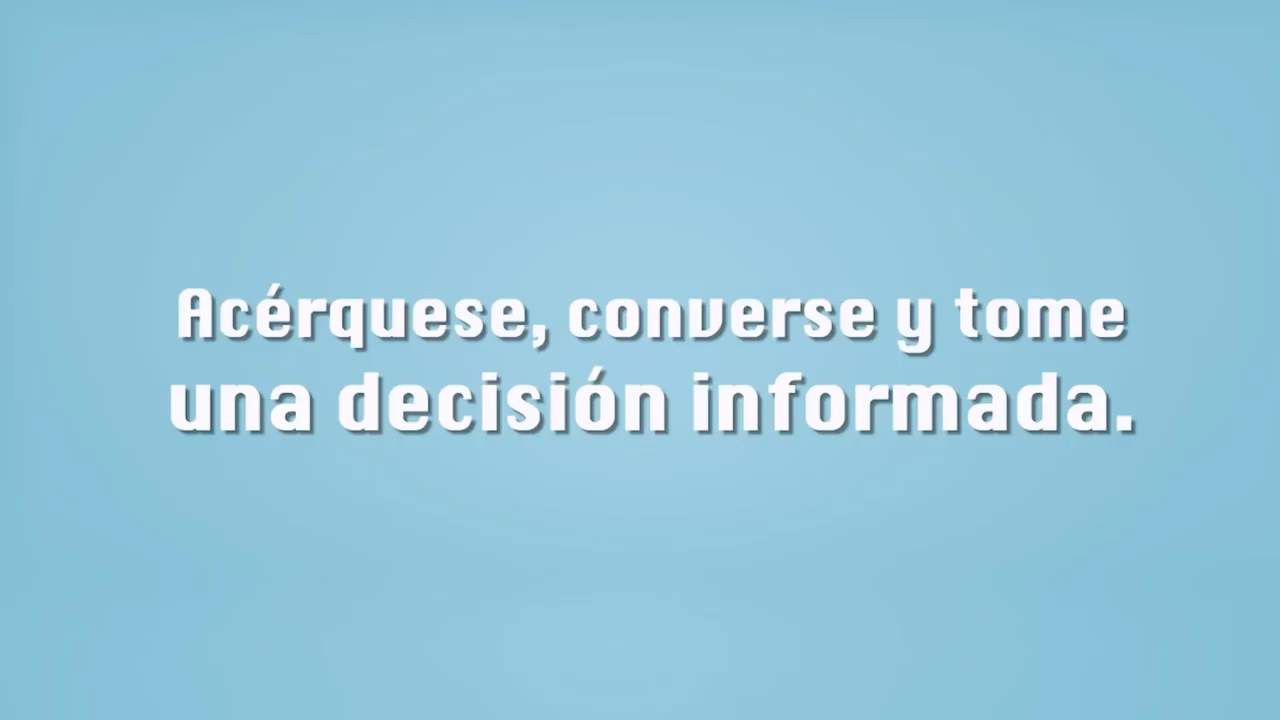 Acérquese, converse y tome
una decisión informada.